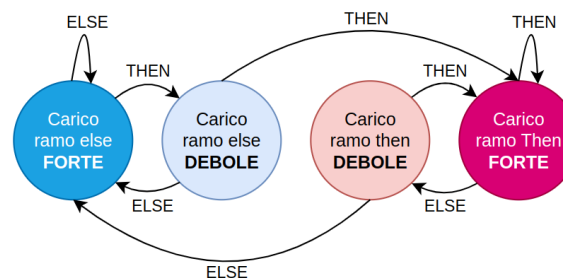 ELSE
THEN
THEN
THEN
THEN
Carico
ramo else
FORTE
Carico
ramo else
DEBOLE
Carico
ramo then
DEBOLE
Carico
ramo Then
FORTE
ELSE
ELSE
ELSE